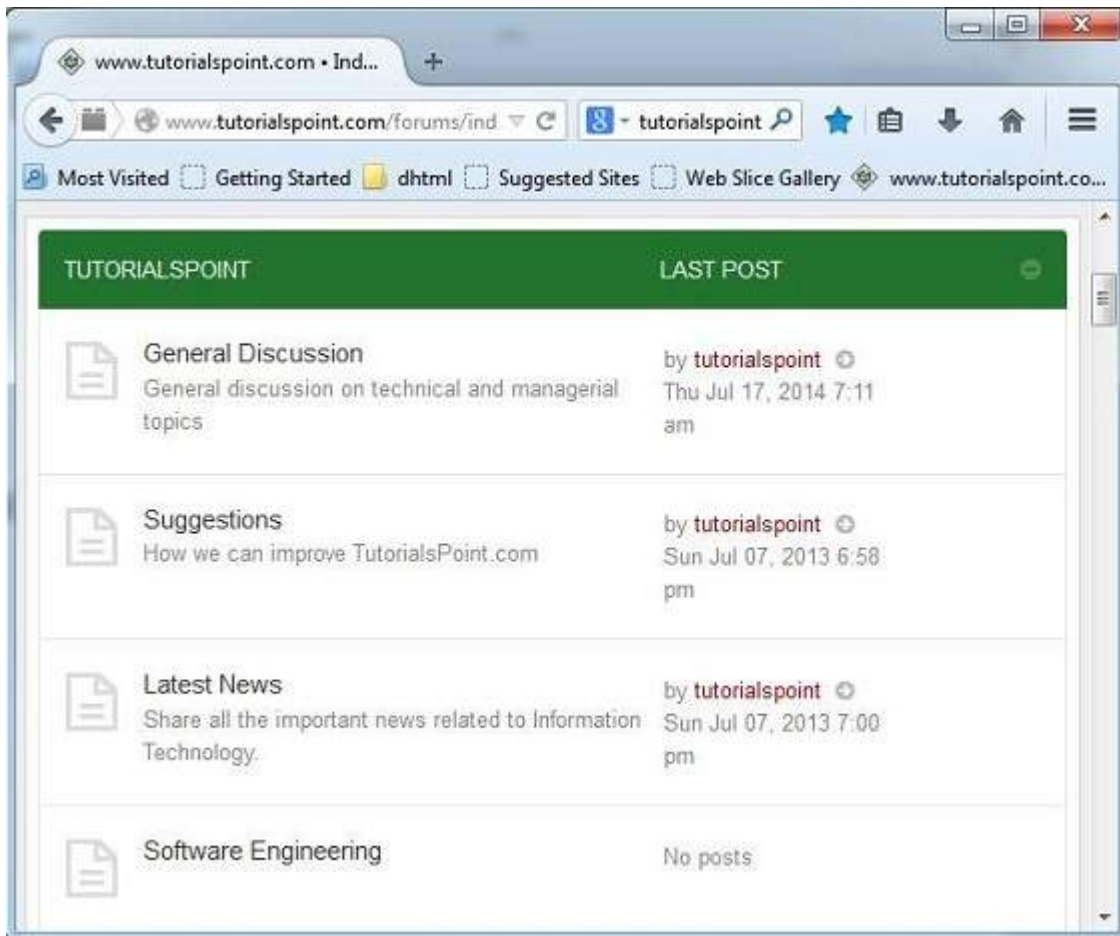 www.tutorialspoint.com • Ind...
www.tutorialspoint.com/forums/ind
8 tutorialspoint
Most Visited Getting Started dhtml Suggested Sites Web Slice Gallery www.tutorialspoint.co...
TUTORIALSPOINT LAST POST
General Discussion
General discussion on technical and managerial
topics
by tutorialspoint
Thu Jul 17, 2014 7:11
am
Suggestions
How we can improve TutorialsPoint.com
by tutorialspoint
Sun Jul 07, 2013 6:58
pm
Latest News
Share all the important news related to Information
Technology.
by tutorialspoint
Sun Jul 07, 2013 7:00
pm
Software Engineering
No posts